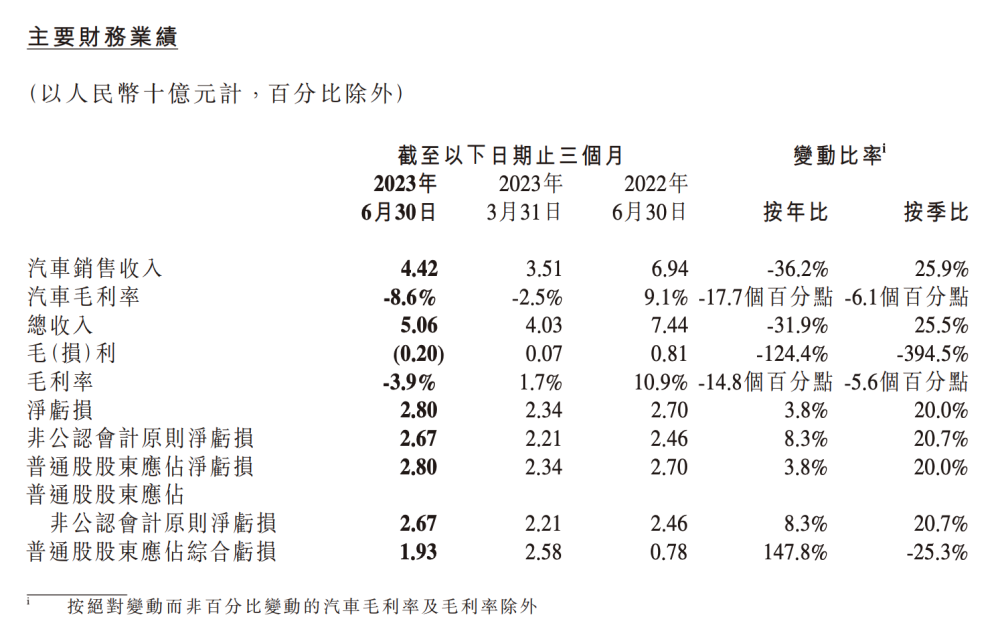 主要財務業績
(以人民幣十億元計，百分比除外)
截至以下日期止三個月 變動比率i
2023年 2023年 2022年
6月30日 3月31日 6月30日 按年比 按季比
汽車銷售收入 4.42 3.51 6.94 -36.2% 25.9%
汽車毛利率 -8.6% -2.5% 9.1% -17.7個百分點 -6.1個百分點
總收入 5.06 4.03 7.44 -31.9% 25.5%
毛(損)利 (0.20) 0.07 0.81 -124.4% -394.5%
毛利率 -3.9% 1.7% 10.9% -14.8個百分點 -5.6個百分點
淨虧損 2.80 2.34 2.70 3.8% 20.0%
非公認會計原則淨虧損 2.67 2.21 2.46 8.3% 20.7%
普通股股東應佔淨虧損 2.80 2.34 2.70 3.8% 20.0%
普通股股東應佔
非公認會計原則淨虧損 2.67 2.21 2.46 8.3% 20.7%
普通股股東應佔綜合虧損 1.93 2.58 0.78 147.8% -25.3%
i 按絕對變動而非百分比變動的汽車毛利率及毛利率除外